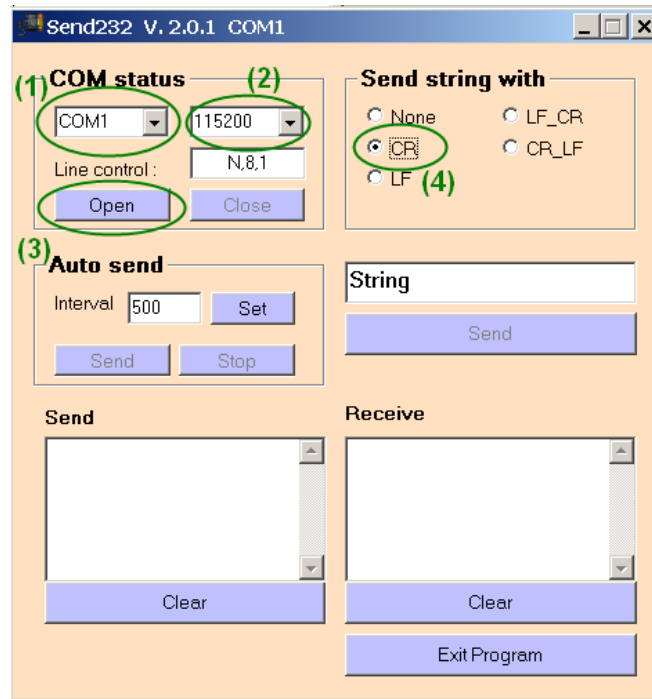 Send232 V. 2.0.1 COM1
COM status
(1)
(2)
COM1
115200
Line control :
N,8,1
Open
Close
(3)
Send string with
None
LF_CR
CR
CR_LF
LF
(4)
Auto send
Interval
500
Set
Send
Stop
String
Send
Send
Receive
Clear
Clear
Exit Program